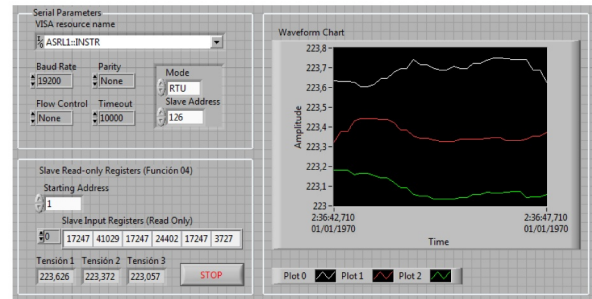 Serial Parameters
VISA resource name
ASRL1::INSTR
Baud Rate
19200
Parity
None
Flow Control
None
Timeout
10000
Mode
RTU
Slave Address
126
Slave Read-only Registers (Función 04)
Starting Address
1
Slave Input Registers (Read Only)
0 17247 41029 17247 24402 17247 3727
Tensión 1 Tensión 2 Tensión 3
223,626 223,372 223,057
STOP
Waveform Chart
Amplitude
223,8
223,7
223,6
223,5
223,4
223,3
223,2
223,1
223
2:36:42,710
01/01/1970
2:36:47,710
01/01/1970
Time
Plot 0 Plot 1 Plot 2